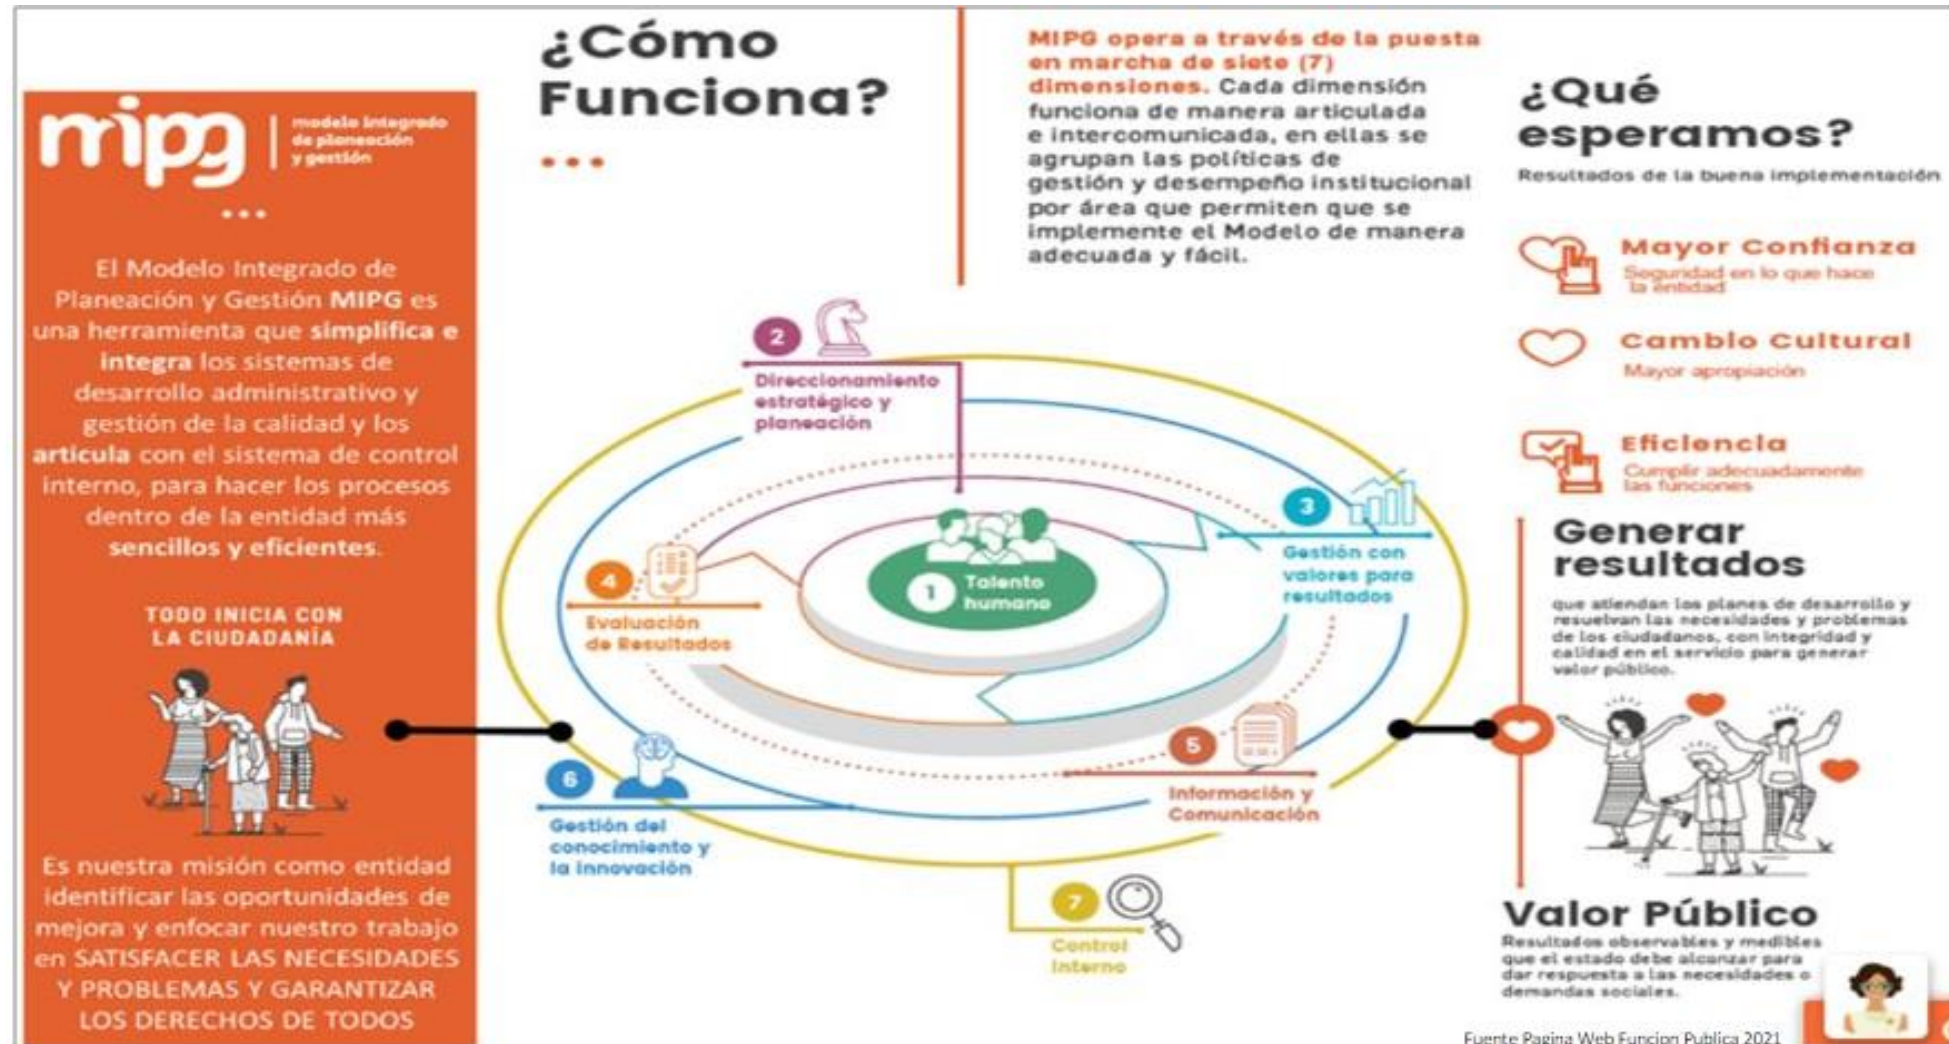 mipg
modelo integrado
de planeación
y gestión
El Modelo Integrado de
Planeación y Gestión MIPG es
una herramienta que simplifica e
integra los sistemas de
desarrollo administrativo y
gestión de la calidad y los
articula con el sistema de control
interno, para hacer los procesos
dentro de la entidad más
sencillos y eficientes.
TODO INICIA CON
LA CIUDADANÍA
Es nuestra misión como entidad
identificar las oportunidades de
mejora y enfocar nuestro trabajo
en SATISFACER LAS NECESIDADES
Y PROBLEMAS Y GARANTIZAR
LOS DERECHOS DE TODOS
¿Cómo
Funciona?
MIPG opera a través de la puesta
en marcha de siete (7)
dimensiones. Cada dimensión
funciona de manera articulada
e intercomunicada, en ellas se
agrupan las políticas de
gestión y desempeño institucional
por área que permiten que se
implemente el Modelo de manera
adecuada y fácil.
2
Direccionamiento
estratégico y
planeación
3
Gestión con
valores para
resultados
1
Talento
humano
4
Evaluación
de Resultados
5
Información y
Comunicación
6
Gestión del
conocimiento y
la innovación
7
Control
Interno
¿Qué
esperamos?
Resultados de la buena implementación
Mayor Confianza
Seguridad en lo que hace
la entidad
Cambio Cultural
Mayor apropiación
Eficiencia
Cumplir adecuadamente
las funciones
Generar
resultados
que atiendan los planes de desarrollo y
resuelvan las necesidades y problemas
de los ciudadanos, con integridad y
calidad en el servicio para generar
valor público.
Valor Público
Resultados observables y medibles
que el estado debe alcanzar para
dar respuesta a las necesidades o
demandas sociales.
Fuente Pagina Web Funcion Publica 2021